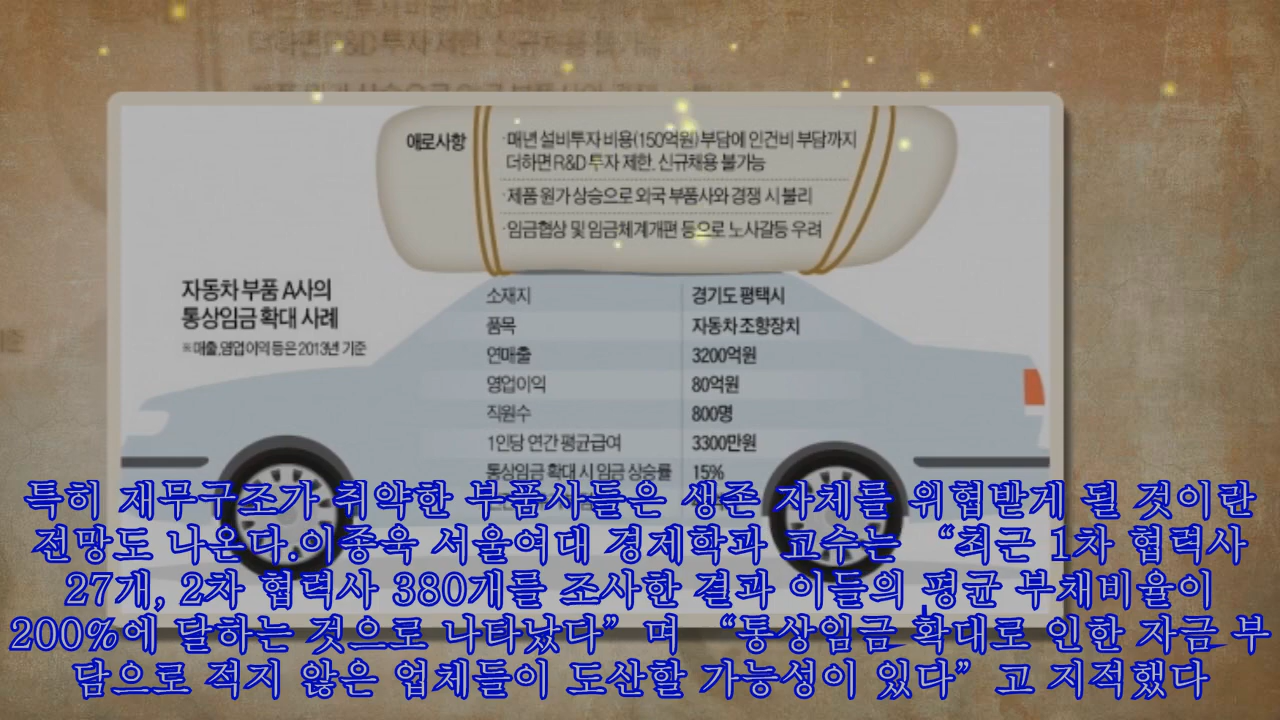 더하면 R&D 투자 제한. 신규채용 불가능
애로사항
·매년 설비투자 비용(150억원) 부담에 인건비 부담까지
더하면 R&D 투자 제한. 신규채용 불가능
·제품 원가 상승으로 외국 부품사와 경쟁 시 불리
·임금협상 및 임금체계개편 등으로 노사갈등 우려
자동차 부품 A사의
통상임금 확대 사례
※매출,영업이익 등은 2013년 기준
소재지 경기도 평택시
품목 자동차 조향장치
연매출 3200억원
영업이익 80억원
직원수 800명
1인당 연간 평균급여 3300만원
통상임금 확대 시 임금 상승률 15%
특히 재무구조가 취약한 부품사들은 생존 자체를 위협받게 될 것이란
전망도 나온다.이종욱 서울여대 경제학과 교수는 “최근 1차 협력사
27개, 2차 협력사 380개를 조사한 결과 이들의 평균 부채비율이
200%에 달하는 것으로 나타났다”며 “통상임금 확대로 인한 자금 부
담으로 적지 않은 업체들이 도산할 가능성이 있다”고 지적했다